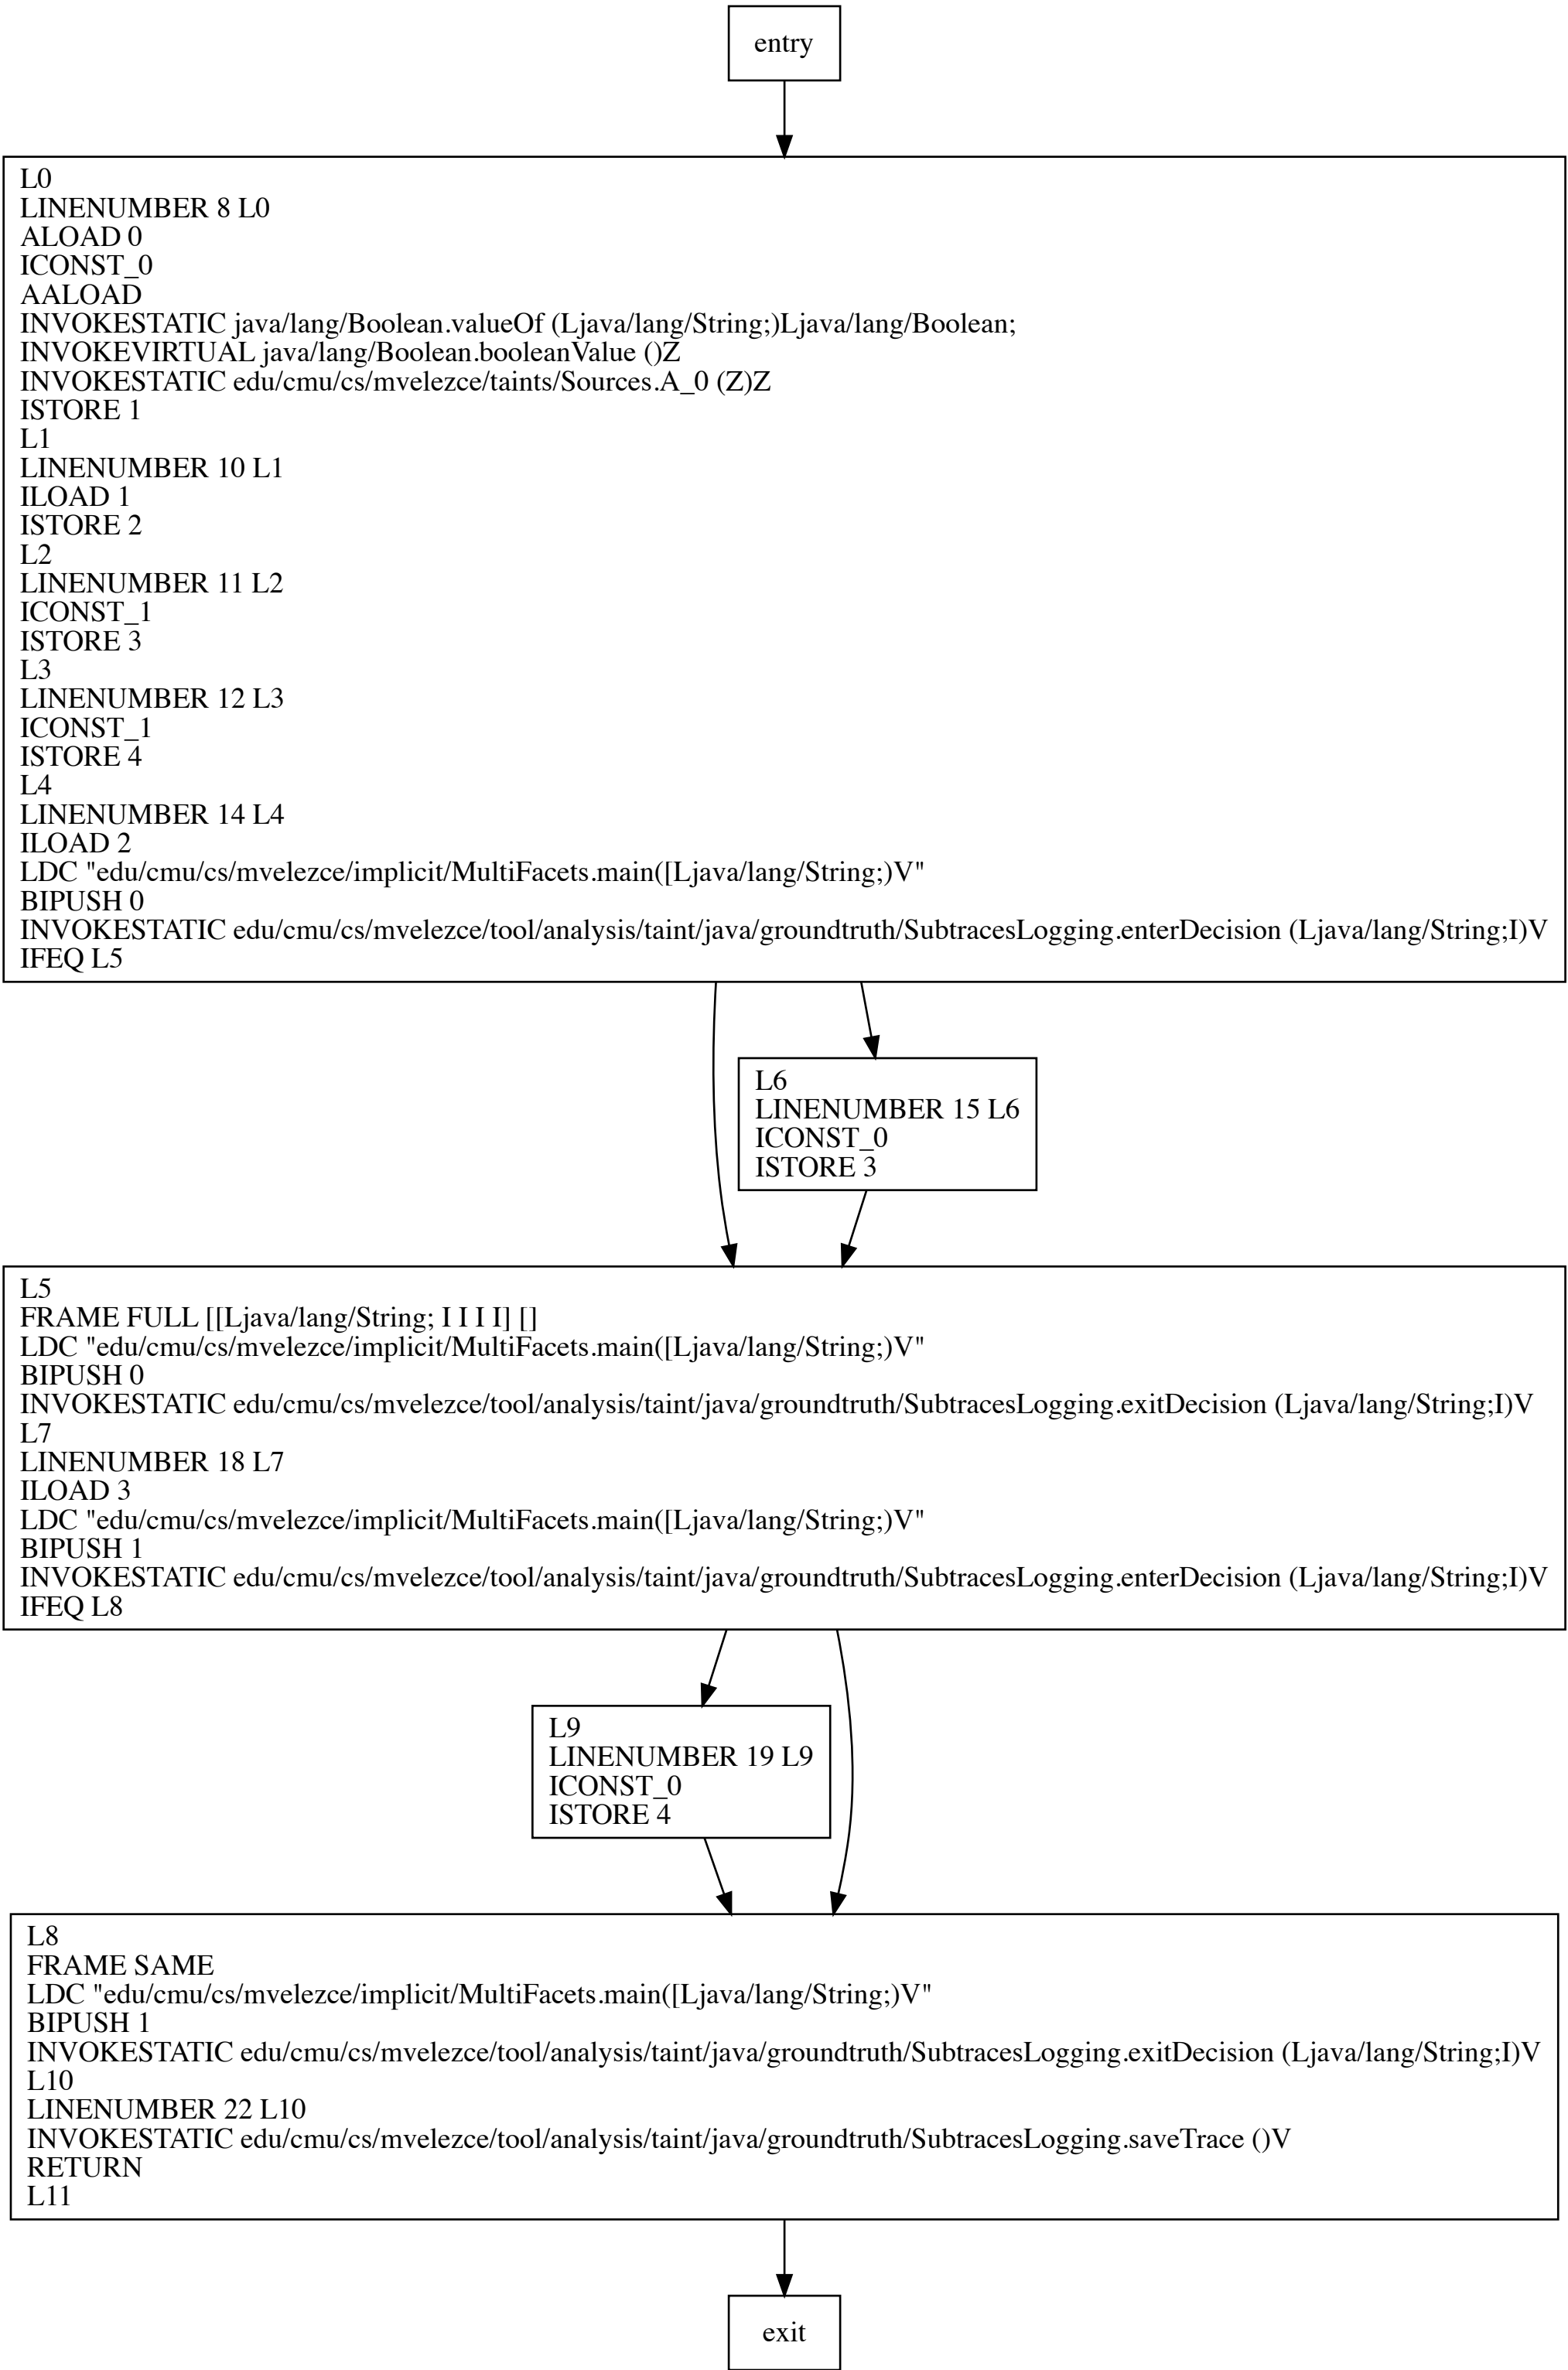 entry
L0
LINENUMBER 8 L0
ALOAD 0
ICONST_0
AALOAD
INVOKESTATIC java/lang/Boolean.valueOf (Ljava/lang/String;)Ljava/lang/Boolean;
INVOKEVIRTUAL java/lang/Boolean.booleanValue ()Z
INVOKESTATIC edu/cmu/cs/mvelezce/taints/Sources.A_0 (Z)Z
ISTORE 1
L1
LINENUMBER 10 L1
ILOAD 1
ISTORE 2
L2
LINENUMBER 11 L2
ICONST_1
ISTORE 3
L3
LINENUMBER 12 L3
ICONST_1
ISTORE 4
L4
LINENUMBER 14 L4
ILOAD 2
LDC "edu/cmu/cs/mvelezce/implicit/MultiFacets.main([Ljava/lang/String;)V"
BIPUSH 0
INVOKESTATIC edu/cmu/cs/mvelezce/tool/analysis/taint/java/groundtruth/SubtracesLogging.enterDecision (Ljava/lang/String;I)V
IFEQ L5
L6
LINENUMBER 15 L6
ICONST_0
ISTORE 3
L5
FRAME FULL [[Ljava/lang/String; I I I I] []
LDC "edu/cmu/cs/mvelezce/implicit/MultiFacets.main([Ljava/lang/String;)V"
BIPUSH 0
INVOKESTATIC edu/cmu/cs/mvelezce/tool/analysis/taint/java/groundtruth/SubtracesLogging.exitDecision (Ljava/lang/String;I)V
L7
LINENUMBER 18 L7
ILOAD 3
LDC "edu/cmu/cs/mvelezce/implicit/MultiFacets.main([Ljava/lang/String;)V"
BIPUSH 1
INVOKESTATIC edu/cmu/cs/mvelezce/tool/analysis/taint/java/groundtruth/SubtracesLogging.enterDecision (Ljava/lang/String;I)V
IFEQ L8
L9
LINENUMBER 19 L9
ICONST_0
ISTORE 4
L8
FRAME SAME
LDC "edu/cmu/cs/mvelezce/implicit/MultiFacets.main([Ljava/lang/String;)V"
BIPUSH 1
INVOKESTATIC edu/cmu/cs/mvelezce/tool/analysis/taint/java/groundtruth/SubtracesLogging.exitDecision (Ljava/lang/String;I)V
L10
LINENUMBER 22 L10
INVOKESTATIC edu/cmu/cs/mvelezce/tool/analysis/taint/java/groundtruth/SubtracesLogging.saveTrace ()V
RETURN
L11
exit